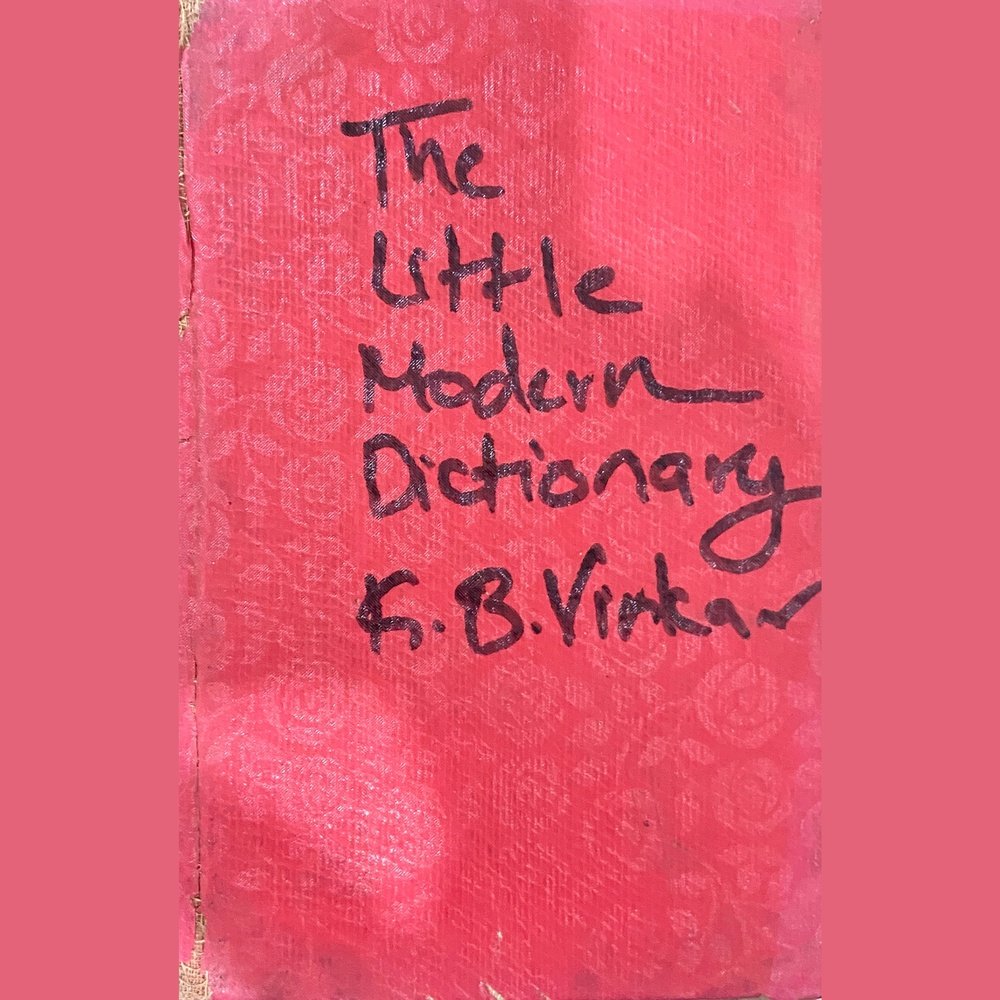 The
Little
Modern
Dictionary
K. B. Virkar